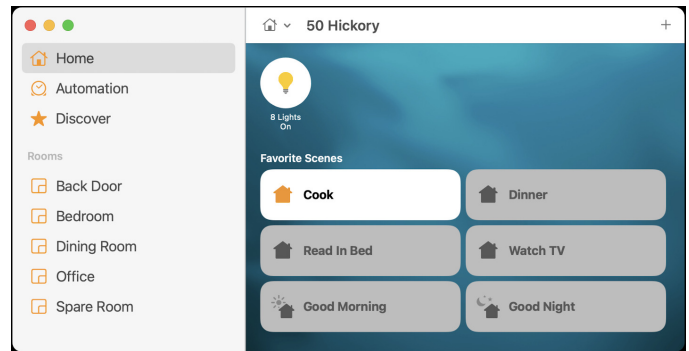 50 Hickory
Home
Automation
Discover
Rooms
Back Door
Bedroom
Dining Room
Office
Spare Room
8 Lights
On
Favorite Scenes
Cook
Dinner
Read In Bed
Watch TV
Good Morning
Good Night